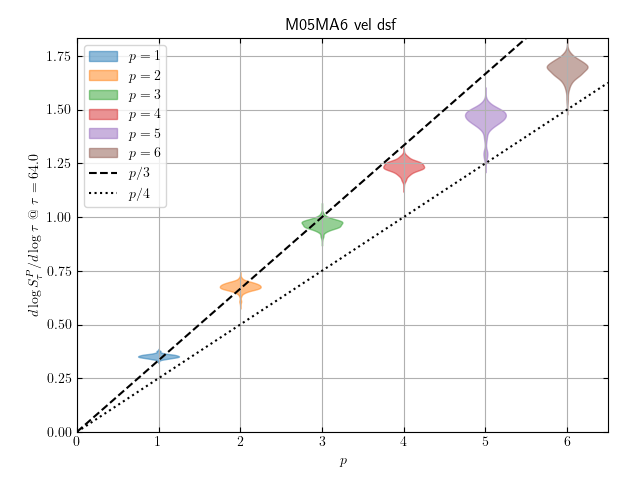 M05MA6 vel dsf
d log S_τ^P / d log τ @ τ = 64.0
1.75
1.50
1.25
1.00
0.75
0.50
0.25
0.00
p = 1
p = 2
p = 3
p = 4
p = 5
p = 6
p/3
p/4
0 1 2 3 4 5 6
p